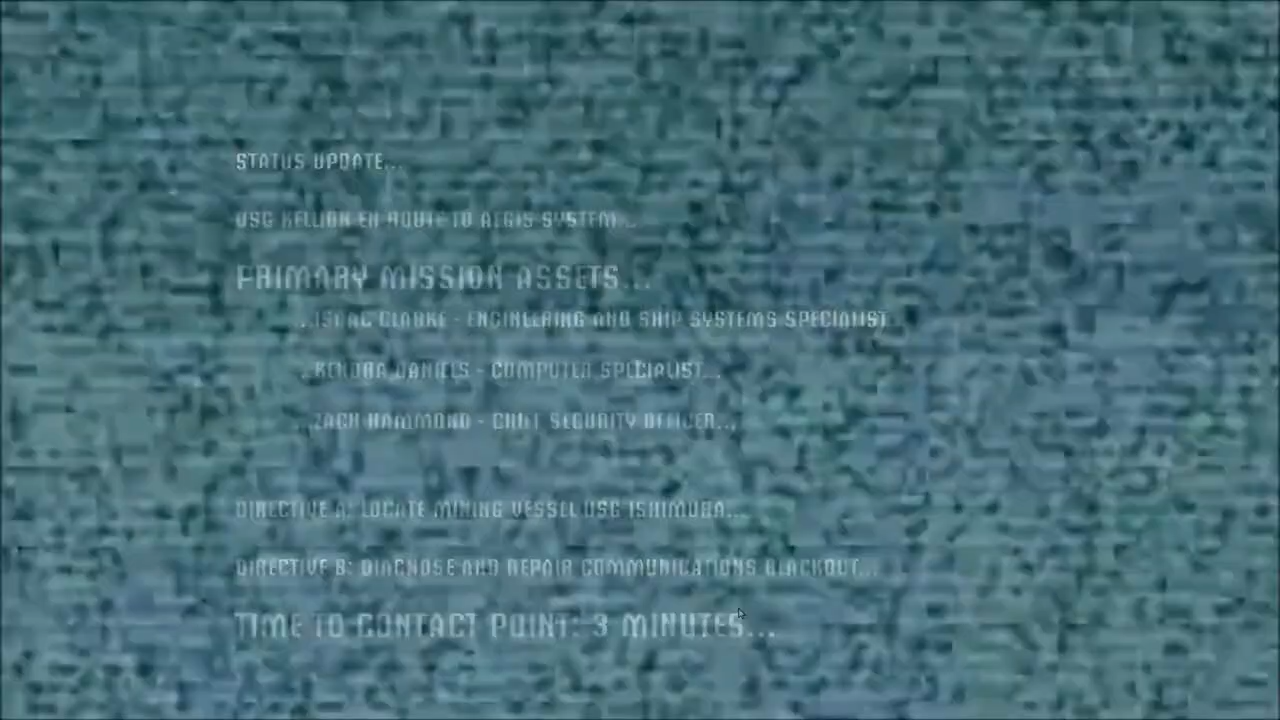 STATUS UPDATE...
USG KELLION EN ROUTE TO AEGIS SYSTEM...
PRIMARY MISSION ASSETS...
...ISAAC CLARKE - ENGINEERING AND SHIP SYSTEMS SPECIALIST...
...KENDRA DANIELS - COMPUTER SPECIALIST...
...ZACH HAMMOND - CHIEF SECURITY OFFICER...
DIRECTIVE A: LOCATE MINING VESSEL USG ISHIMURA...
DIRECTIVE B: DIAGNOSE AND REPAIR COMMUNICATIONS BLACKOUT...
TIME TO CONTACT POINT: 3 MINUTES...